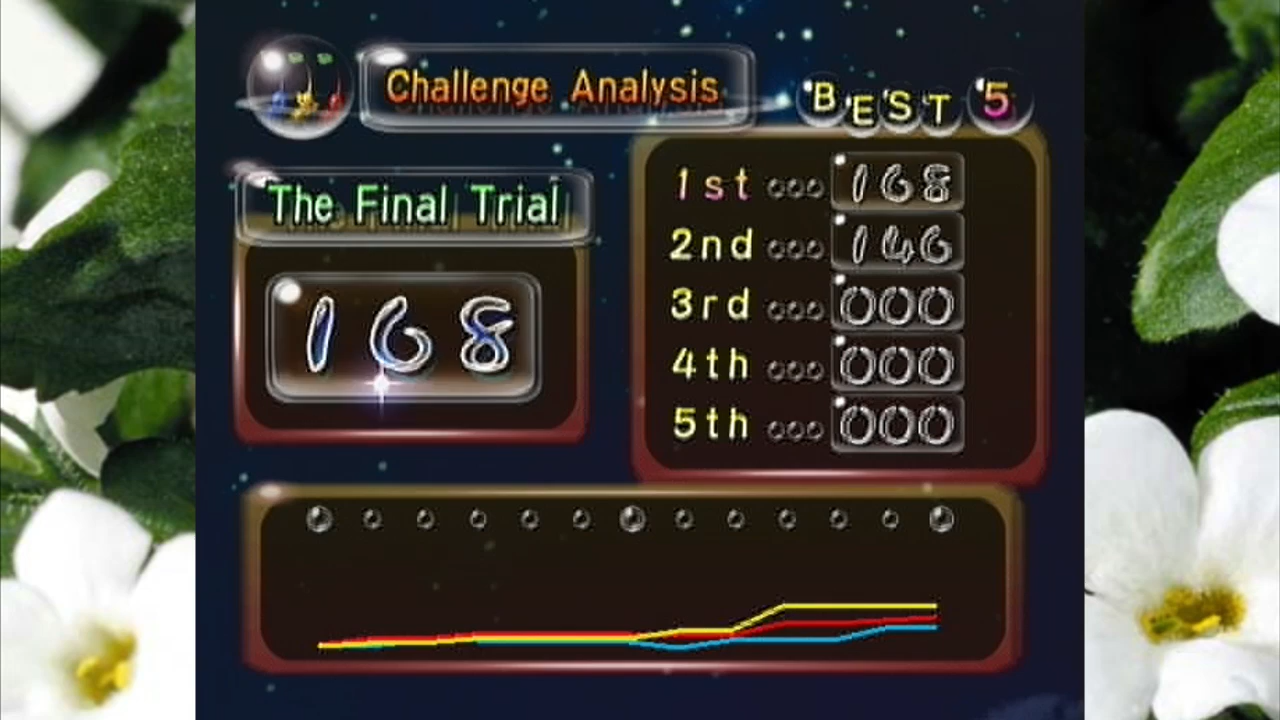 Challenge Analysis
BEST 5
The Final Trial
168
1st 168
2nd 146
3rd 000
4th 000
5th 000